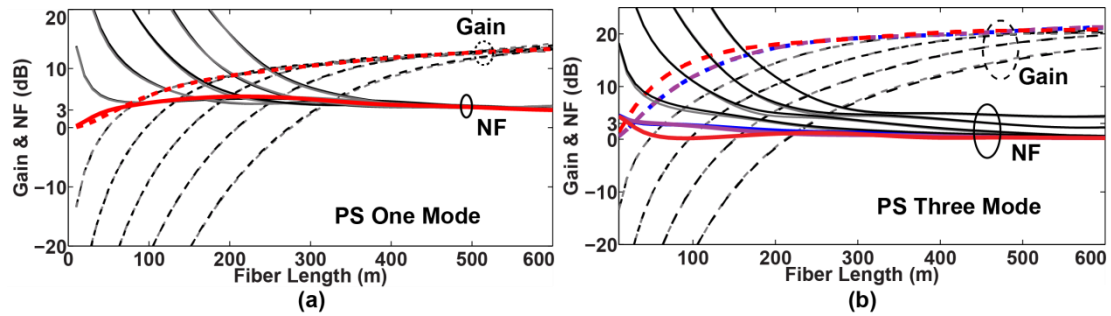 Gain & NF (dB)
20
10
3
0
−10
−20
Gain
NF
PS One Mode
0 100 200 300 400 500 600
Fiber Length (m)
(a)
Gain & NF (dB)
20
10
3
0
−10
−20
Gain
NF
PS Three Mode
100 200 300 400 500 600
Fiber Length (m)
(b)